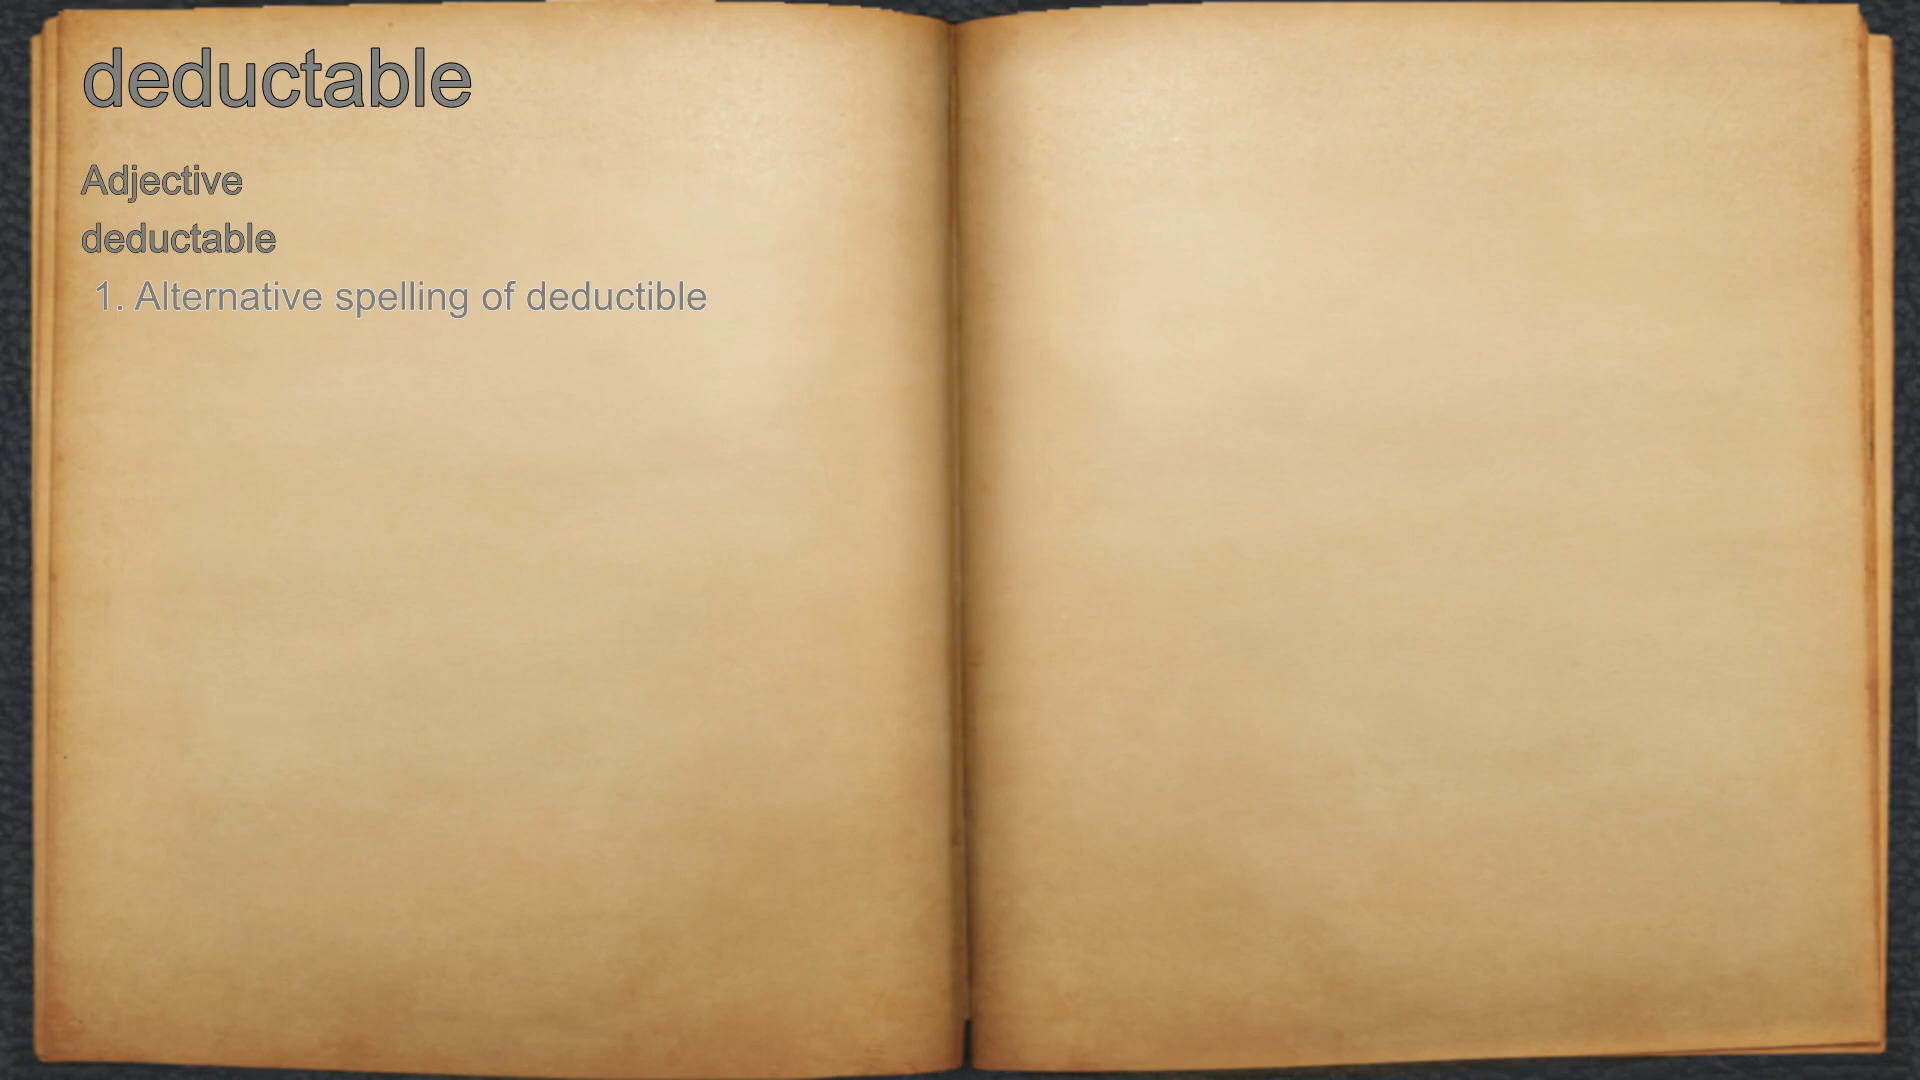 deductable
Adjective
deductable
1. Alternative spelling of deductible